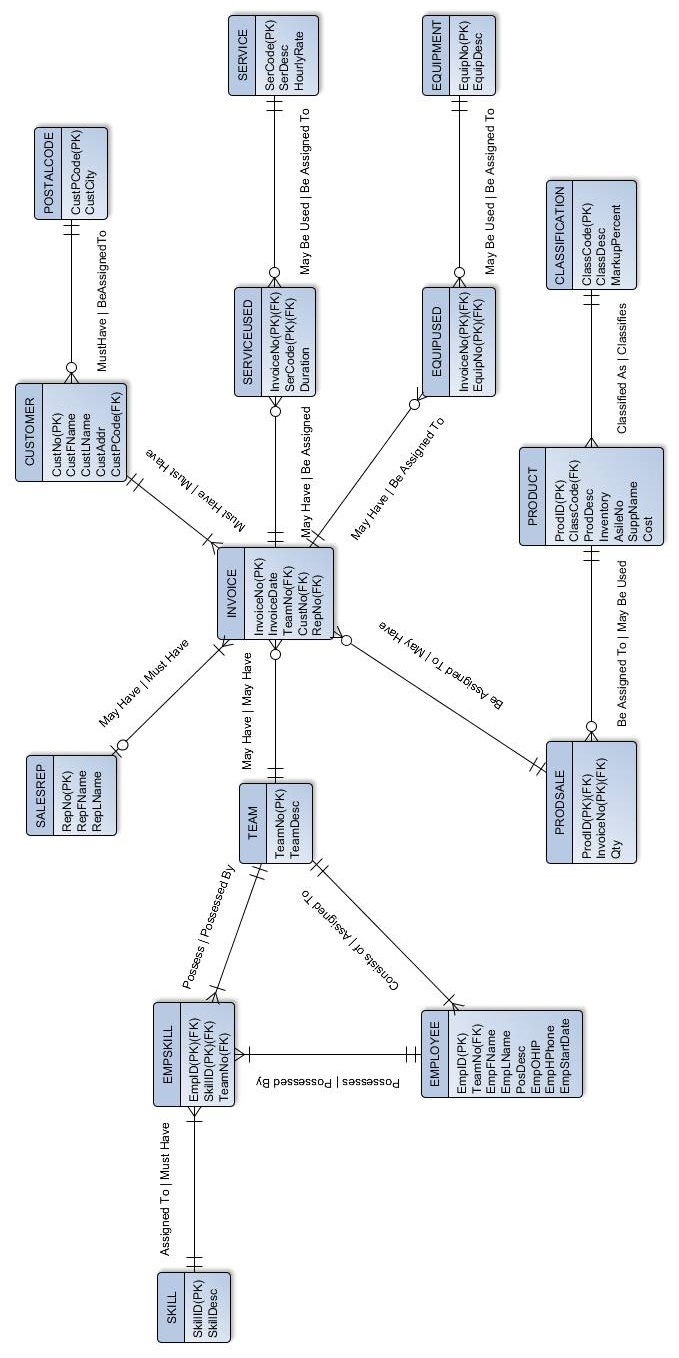 SERVICE
SerCode(PK)
SerDesc
HourlyRate
EQUIPMENT
EquipNo(PK)
EquipDesc
POSTALCODE
CustPCode(PK)
CustCity
May Be Used | Be Assigned To
May Be Used | Be Assigned To
CLASSIFICATION
ClassCode(PK)
ClassDesc
MarkupPercent
MustHave | BeAssignedTo
SERVICEUSED
InvoiceNo(PK)(FK)
SerCode(PK)(FK)
Duration
EQUIPUSED
InvoiceNo(PK)(FK)
EquipNo(PK)(FK)
Classified As | Classifies
CUSTOMER
CustNo(PK)
CustFName
CustLName
CustAddr
CustPCode(FK)
Must Have | Must Have
May Have | Be Assigned
May Have | Be Assigned To
PRODUCT
ProdID(PK)
ClassCode(FK)
ProdDesc
Inventory
AsileNo
SuppName
Cost
INVOICE
InvoiceNo(PK)
InvoiceDate
TeamNo(FK)
CustNo(FK)
RepNo(FK)
May Have | Must Have
May Have | May Have
Be Assigned To | May Have
Be Assigned To | May Be Used
SALESREP
RepNo(PK)
RepFName
RepLName
TEAM
TeamNo(PK)
TeamDesc
PRODSALE
ProdID(PK)(FK)
InvoiceNo(PK)(FK)
Qty
Possess | Possessed By
Consists of | Assigned To
EMPSKILL
EmpID(PK)(FK)
SkillID(PK)(FK)
TeamNo(FK)
EMPLOYEE
EmpID(PK)
TeamNo(FK)
EmpFName
EmpLName
PosDesc
EmpOHIP
EmpHPhone
EmpStartDate
Possesses | Possessed By
Assigned To | Must Have
SKILL
SkillID(PK)
SkillDesc